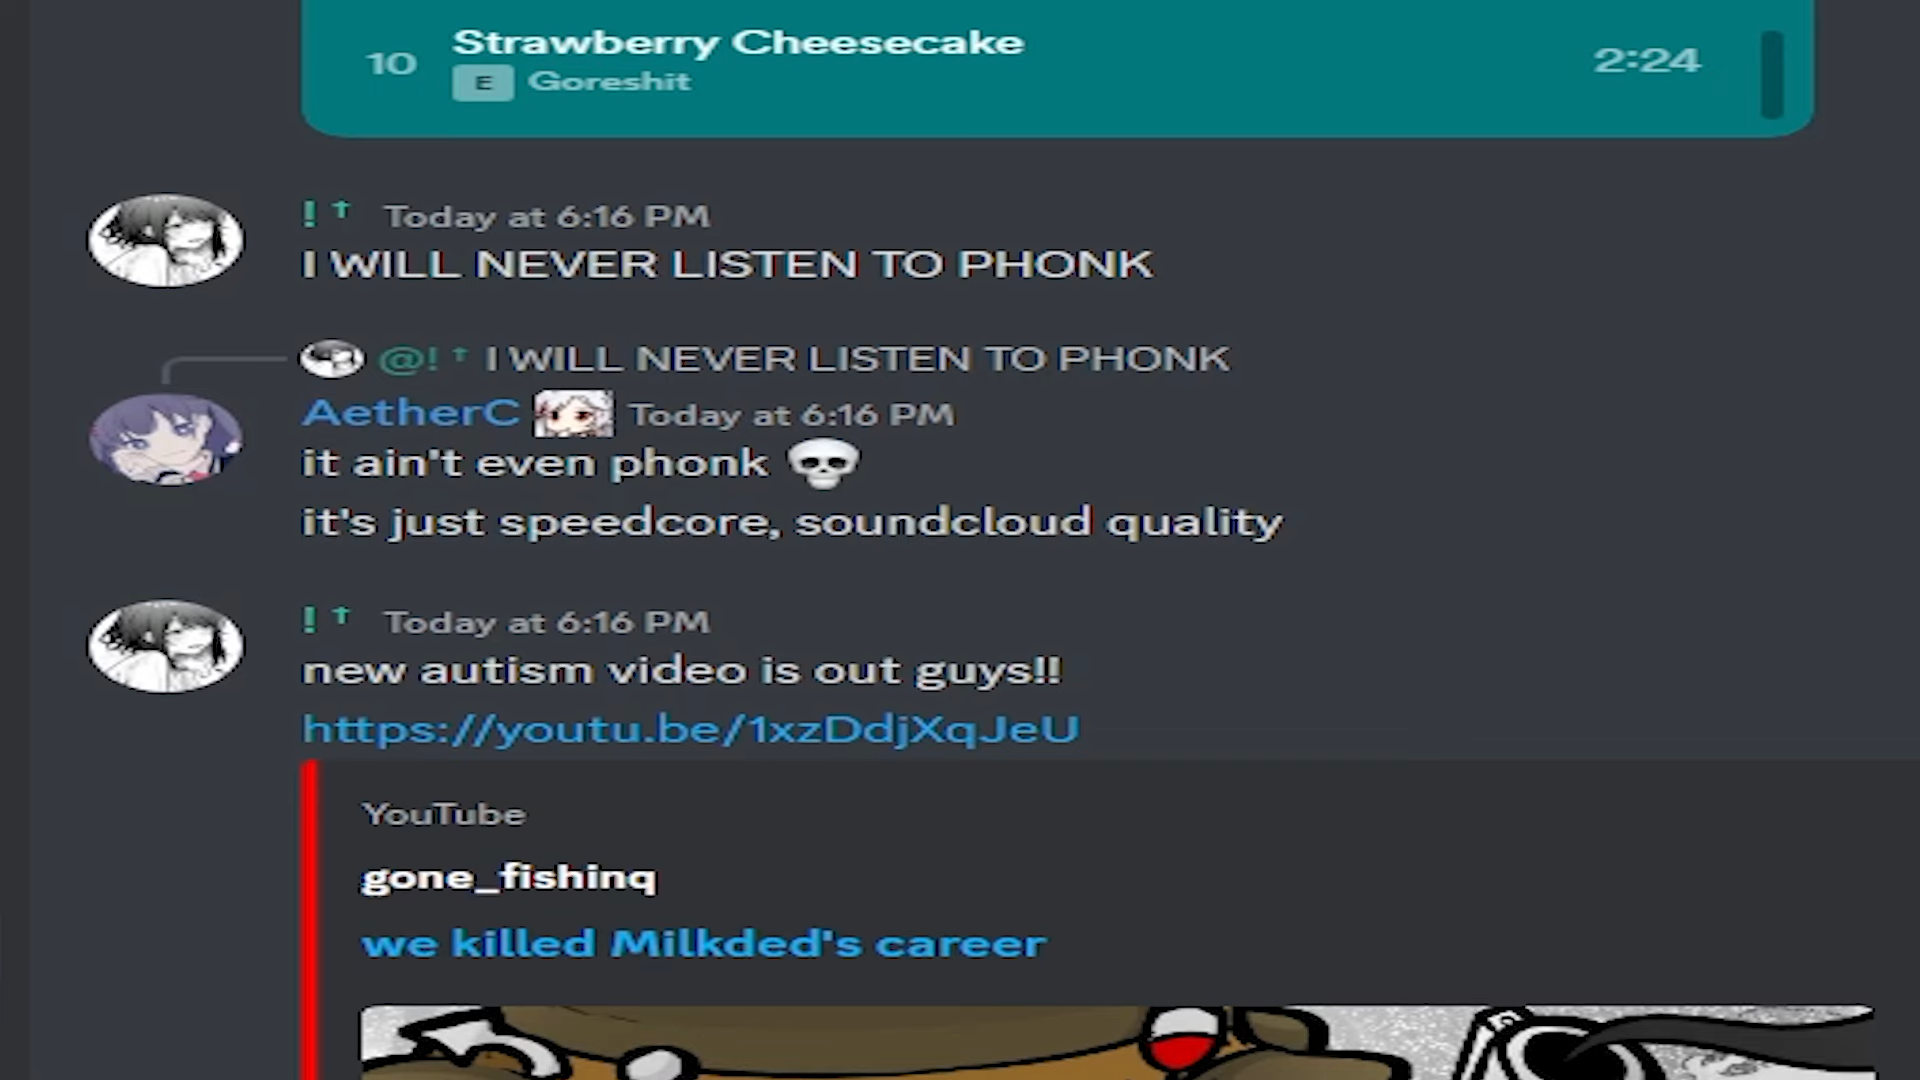 10
Strawberry Cheesecake
E Goreshit
2:24
! † Today at 6:16 PM
I WILL NEVER LISTEN TO PHONK
@! † I WILL NEVER LISTEN TO PHONK
AetherC Today at 6:16 PM
it ain't even phonk 💀
it's just speedcore, soundcloud quality
! † Today at 6:16 PM
new autism video is out guys!!
https://youtu.be/1xzDdjXqJeU
YouTube
gone_fishinq
we killed Milkded's career